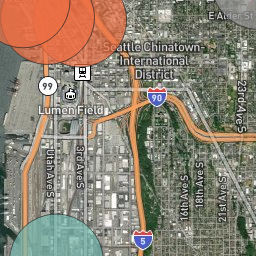 E Alder St
Seattle Chinatown-
International
District
99
90
Lumen Field
23rd Ave S
Utah Ave S
3rd Ave S
16th Ave S
18th Ave S
21st Ave S
5